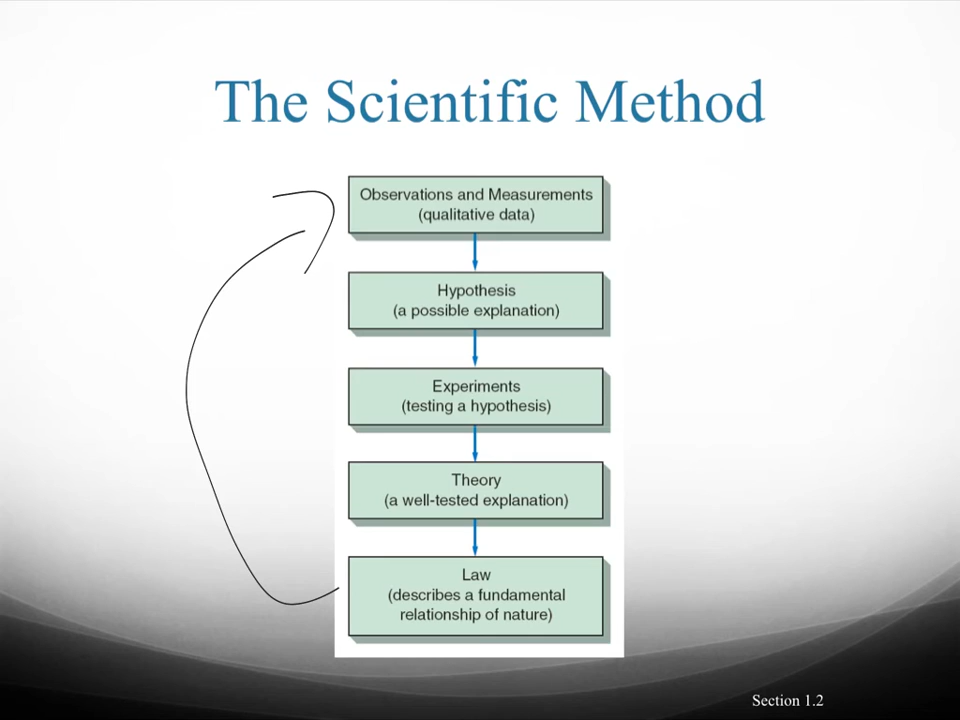 The Scientific Method
Observations and Measurements
(qualitative data)
Hypothesis
(a possible explanation)
Experiments
(testing a hypothesis)
Theory
(a well-tested explanation)
Law
(describes a fundamental
relationship of nature)
Section 1.2